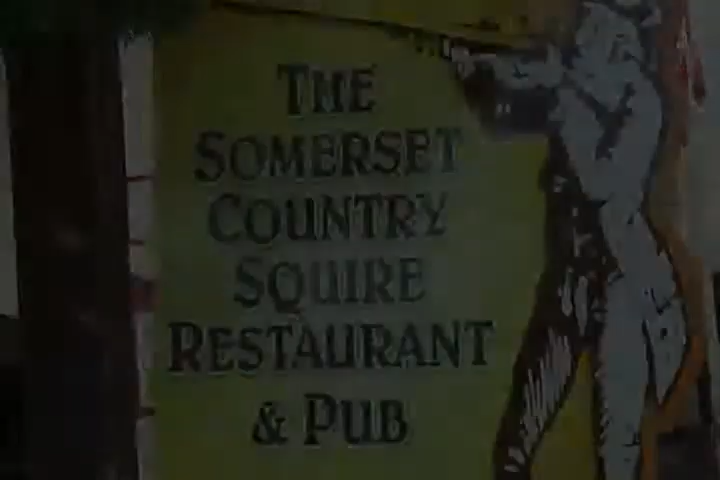 THE
SOMERSET
COUNTRY
SQUIRE
RESTAURANT
& PUB